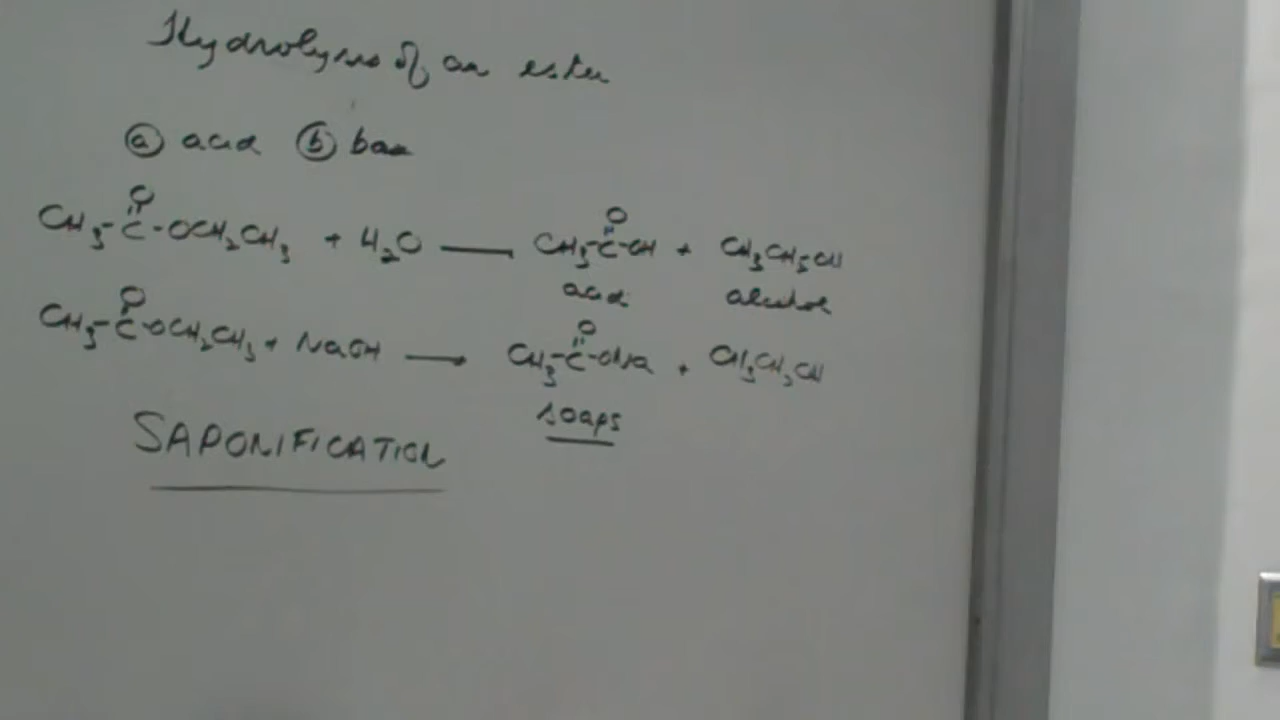 Hydrolysis of an ester
ⓐ acid ⓑ base
O
CH₃-C-OCH₂CH₃ + H₂O —— CH₃-C-OH + CH₃CH₂OH
acid alcohol
O
CH₃-C-OCH₂CH₃ + NaOH → CH₃-C-ONa + CH₃CH₂OH
soaps
SAPONIFICATION